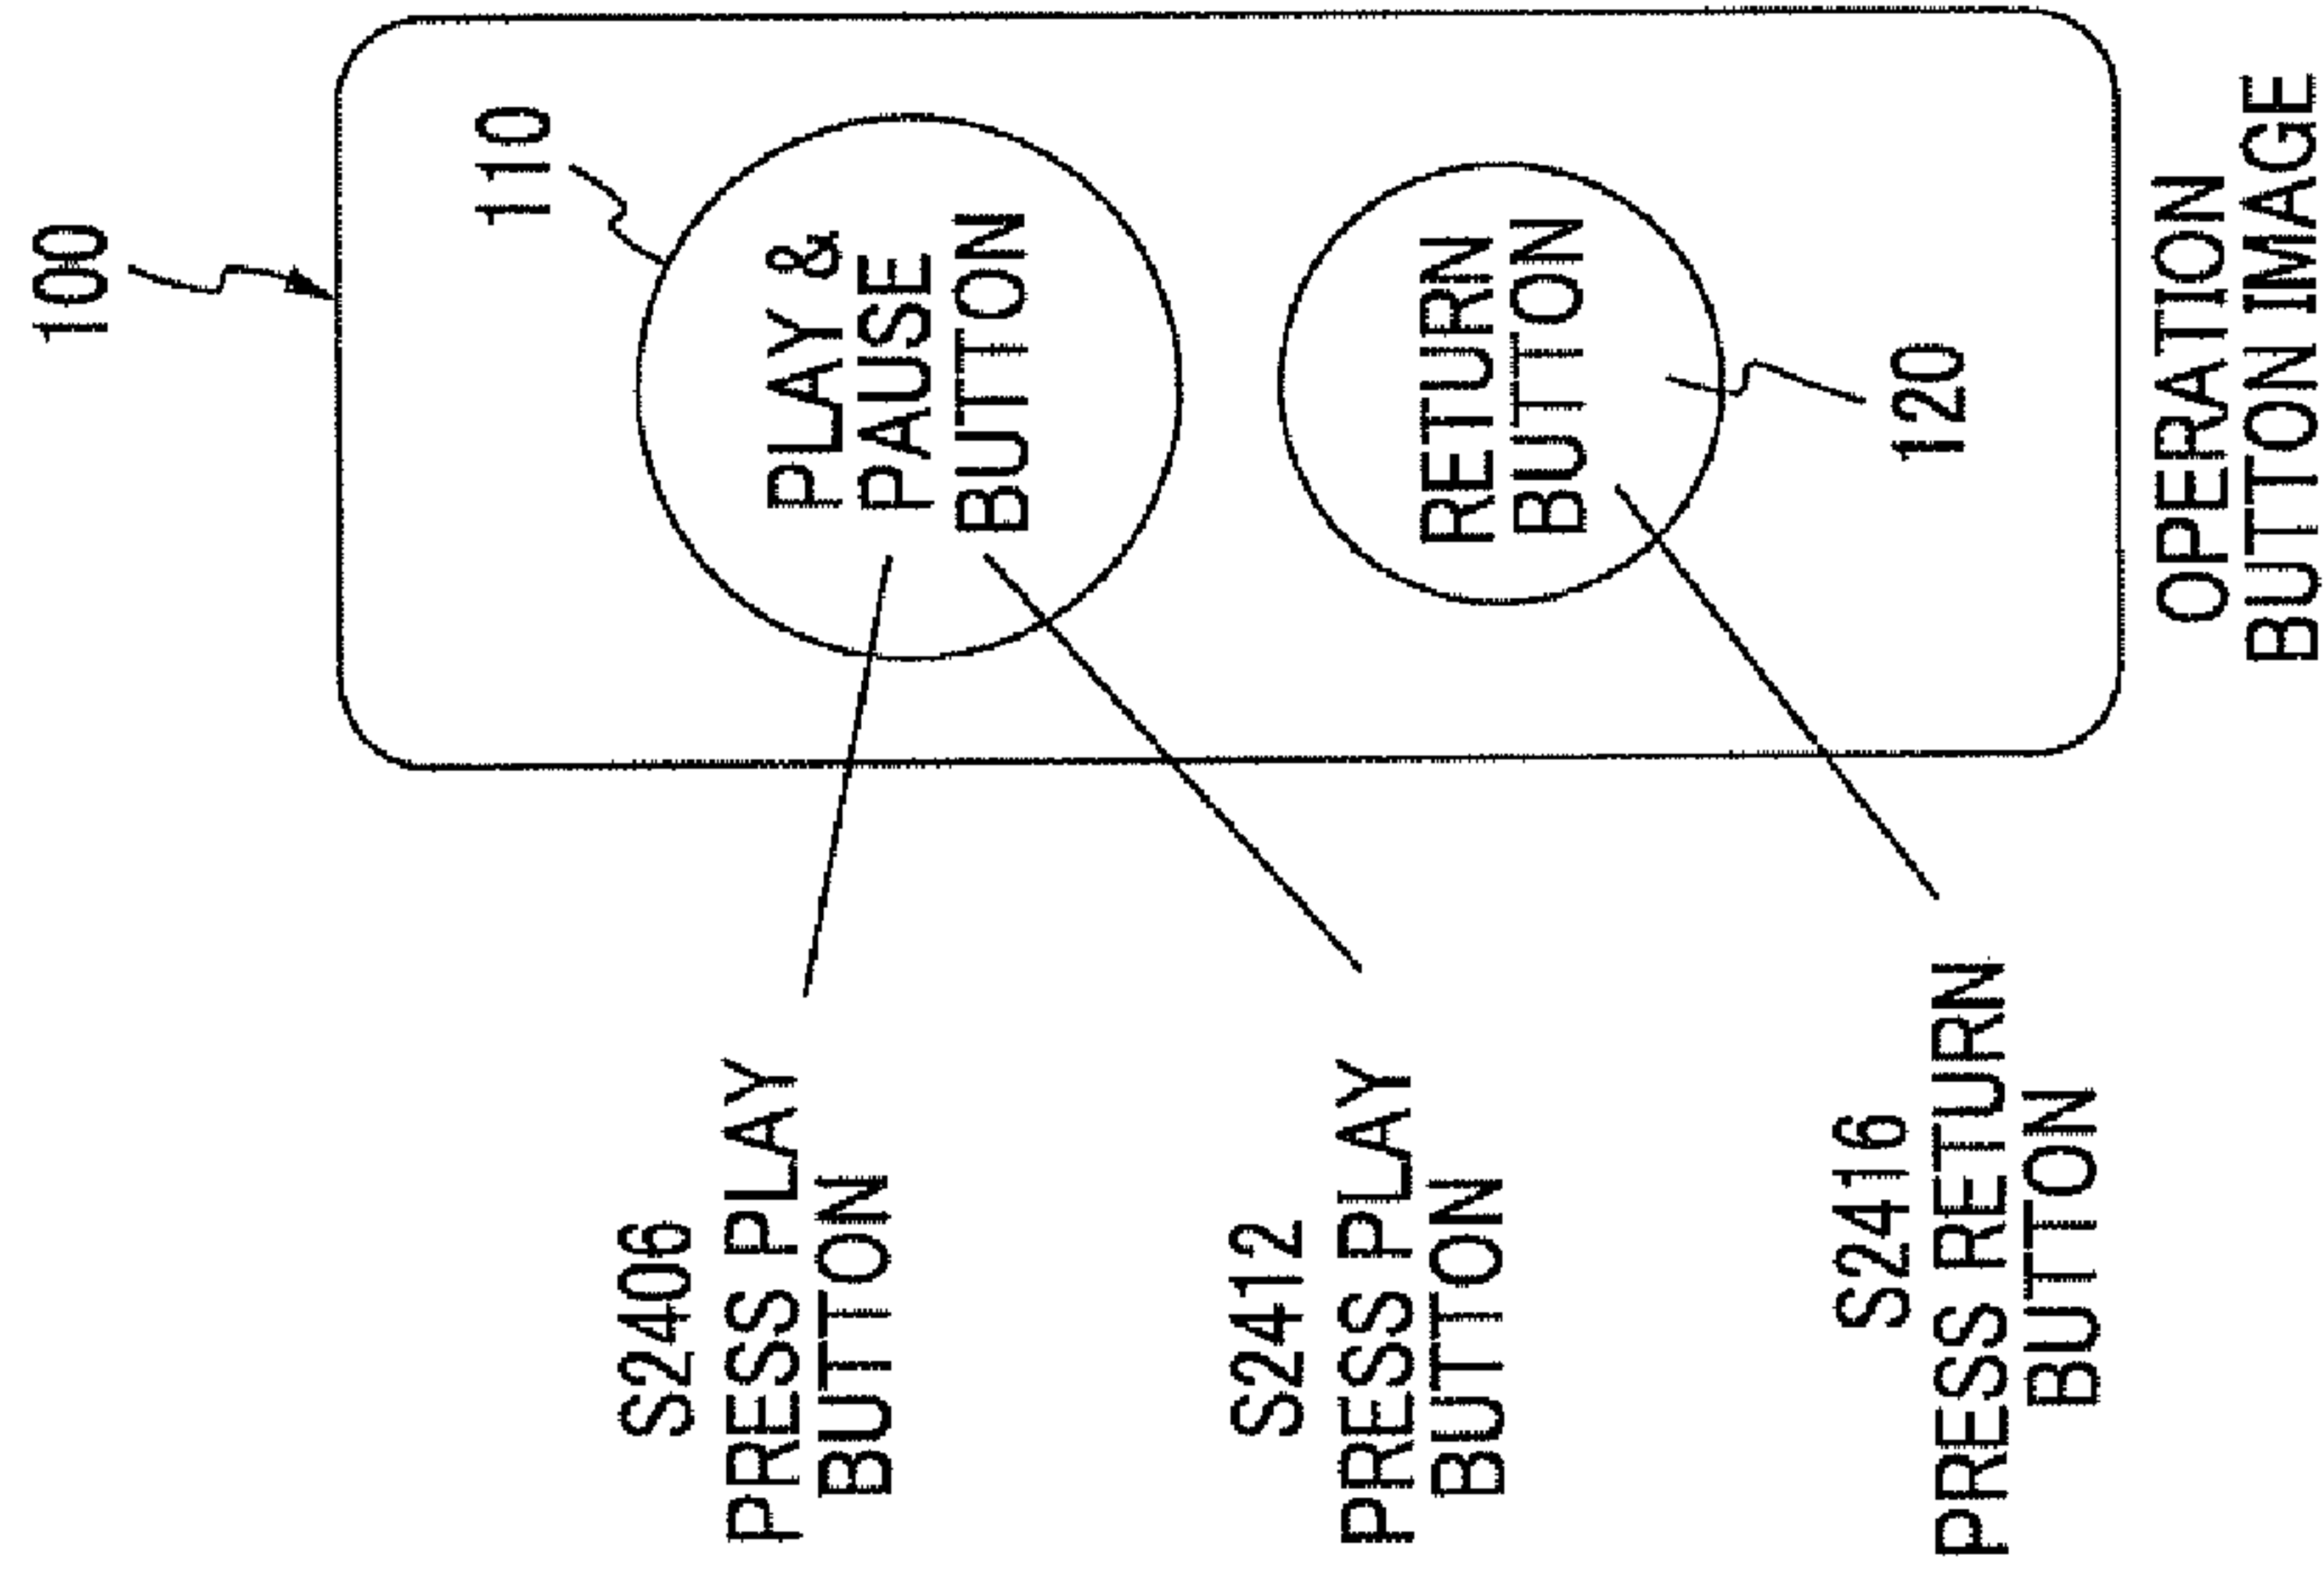 100
110
PLAY &
PAUSE
BUTTON
RETURN
BUTTON
120
OPERATION
BUTTON IMAGE
S2406
PRESS PLAY
BUTTON
S2412
PRESS PLAY
BUTTON
S2416
PRESS RETURN
BUTTON